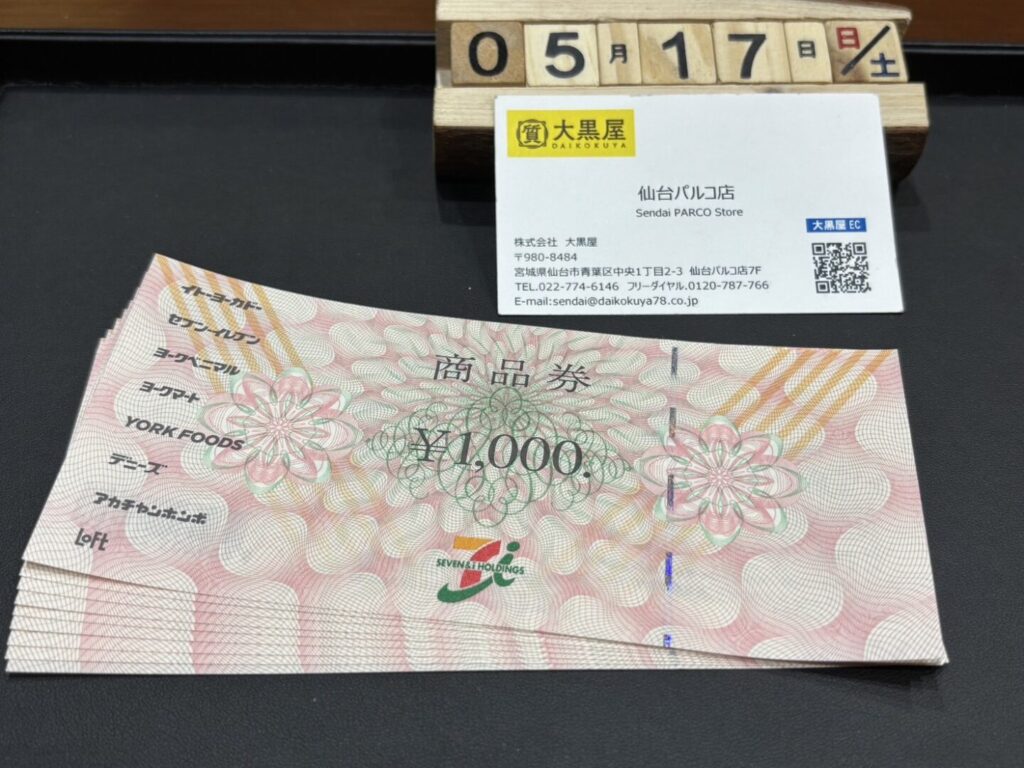 05月17日 日/土
質 大黒屋
DAIKOKUYA
仙台パルコ店
Sendai PARCO Store
大黒屋 EC
株式会社 大黒屋
〒980-8484
宮城県仙台市青葉区中央1丁目2-3 仙台パルコ店7F
TEL.022-774-6146 フリーダイヤル.0120-787-766
E-mail:sendai@daikokuya78.co.jp
イトーヨーカドー
セブン-イレブン
ヨークベニマル
ヨークマート
YORK FOODS
デニーズ
アカチャンホンポ
LoFt
商品券
¥1,000.
7i
SEVEN&i HOLDINGS